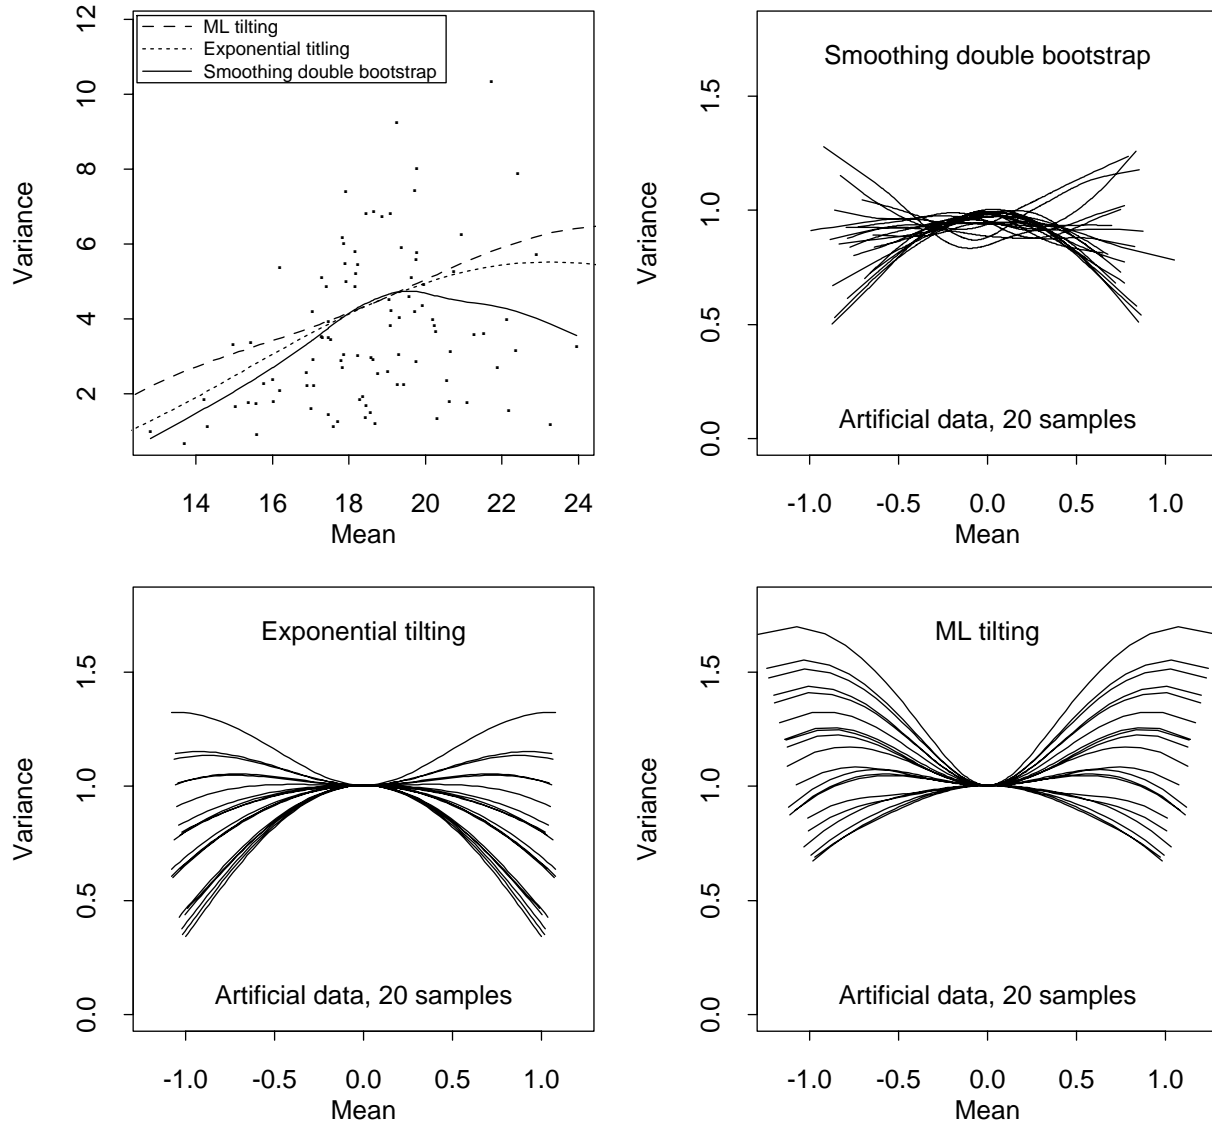 12
10
8
6
4
2
Variance
ML tilting
Exponential titling
Smoothing double bootstrap
14 16 18 20 22 24
Mean
1.5
1.0
0.5
0.0
Variance
Smoothing double bootstrap
Artificial data, 20 samples
-1.0 -0.5 0.0 0.5 1.0
Mean
1.5
1.0
0.5
0.0
Variance
Exponential tilting
Artificial data, 20 samples
-1.0 -0.5 0.0 0.5 1.0
Mean
1.5
1.0
0.5
0.0
Variance
ML tilting
Artificial data, 20 samples
-1.0 -0.5 0.0 0.5 1.0
Mean